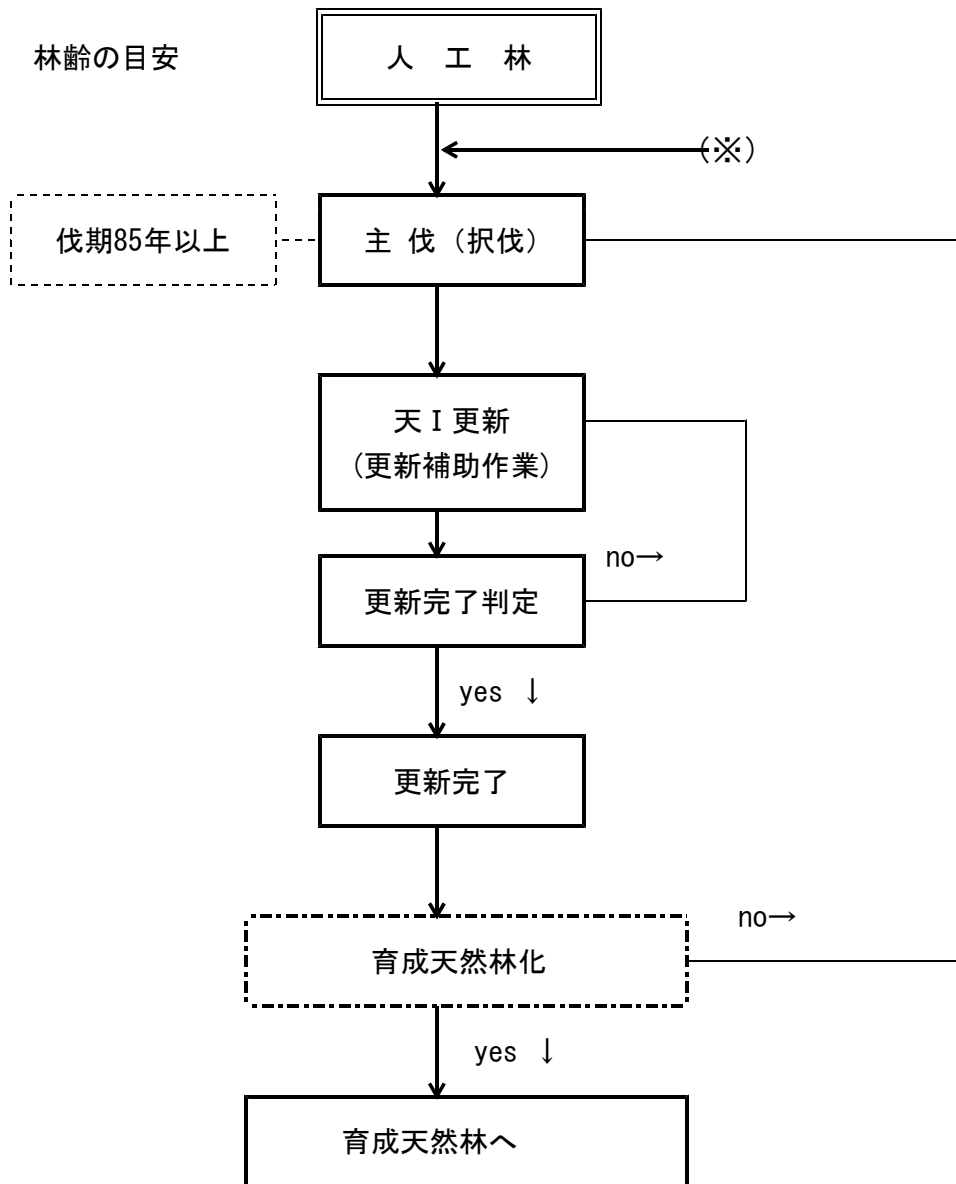 林齢の目安
人 工 林
(※)
伐期85年以上
主 伐（択伐）
天Ⅰ更新
(更新補助作業)
no→
更新完了判定
yes ↓
更新完了
no→
育成天然林化
yes ↓
育成天然林へ